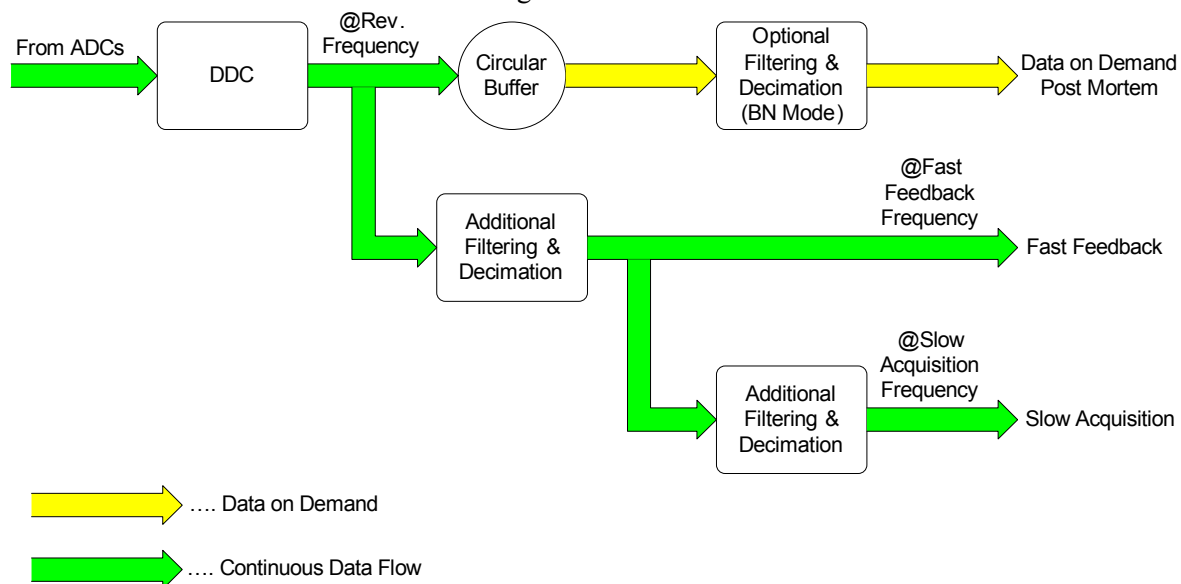 From ADCs
DDC
@Rev.
Frequency
Circular
Buffer
Optional
Filtering &
Decimation
(BN Mode)
Data on Demand
Post Mortem
Additional
Filtering &
Decimation
@Fast
Feedback
Frequency
Fast Feedback
Additional
Filtering &
Decimation
@Slow
Acquisition
Frequency
Slow Acquisition
.... Data on Demand
.... Continuous Data Flow